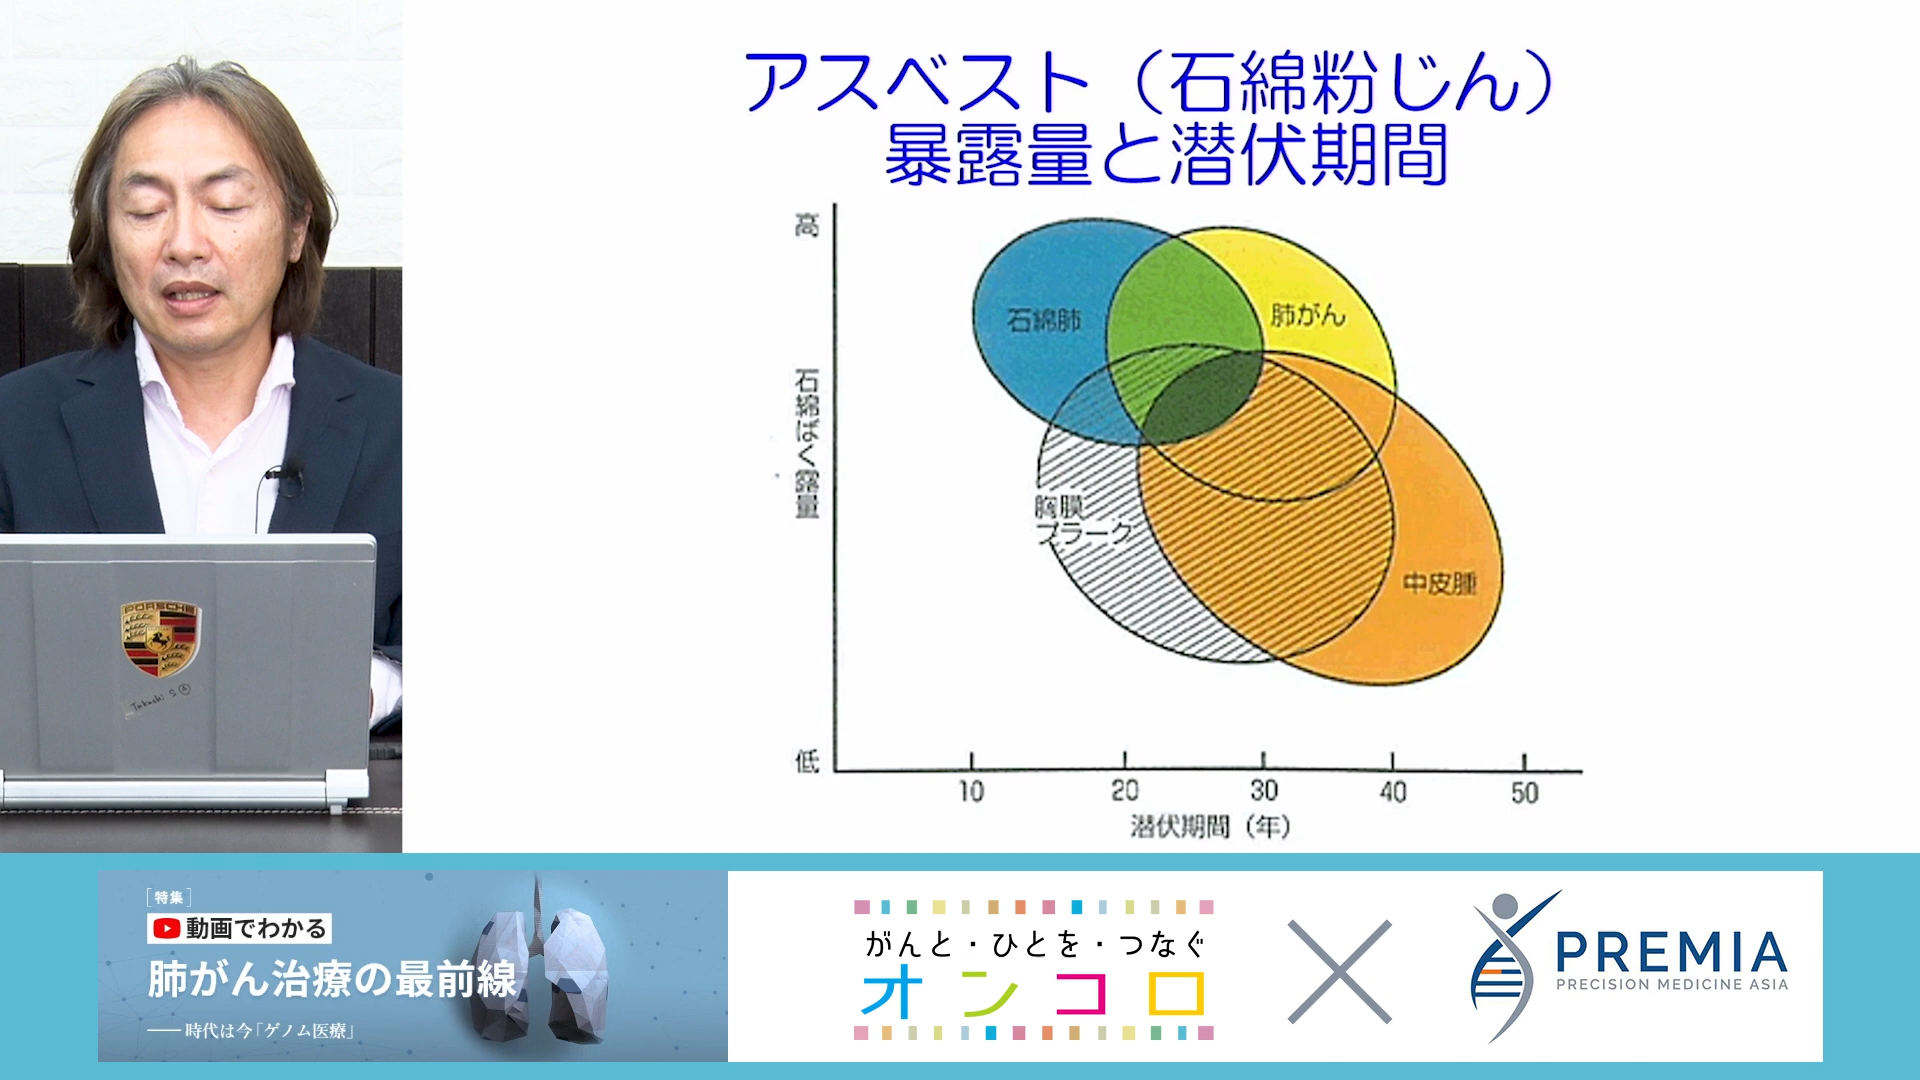 アスベスト（石綿粉じん）
暴露量と潜伏期間
高
石綿ばく露量
低
石綿肺
肺がん
胸膜
プラーク
中皮腫
10 20 30 40 50
潜伏期間（年）
PORSCHE
Takashi S
［特集］
動画でわかる
肺がん治療の最前線
── 時代は今「ゲノム医療」
がんと・ひとを・つなぐ
オンコロ
PREMIA
PRECISION MEDICINE ASIA